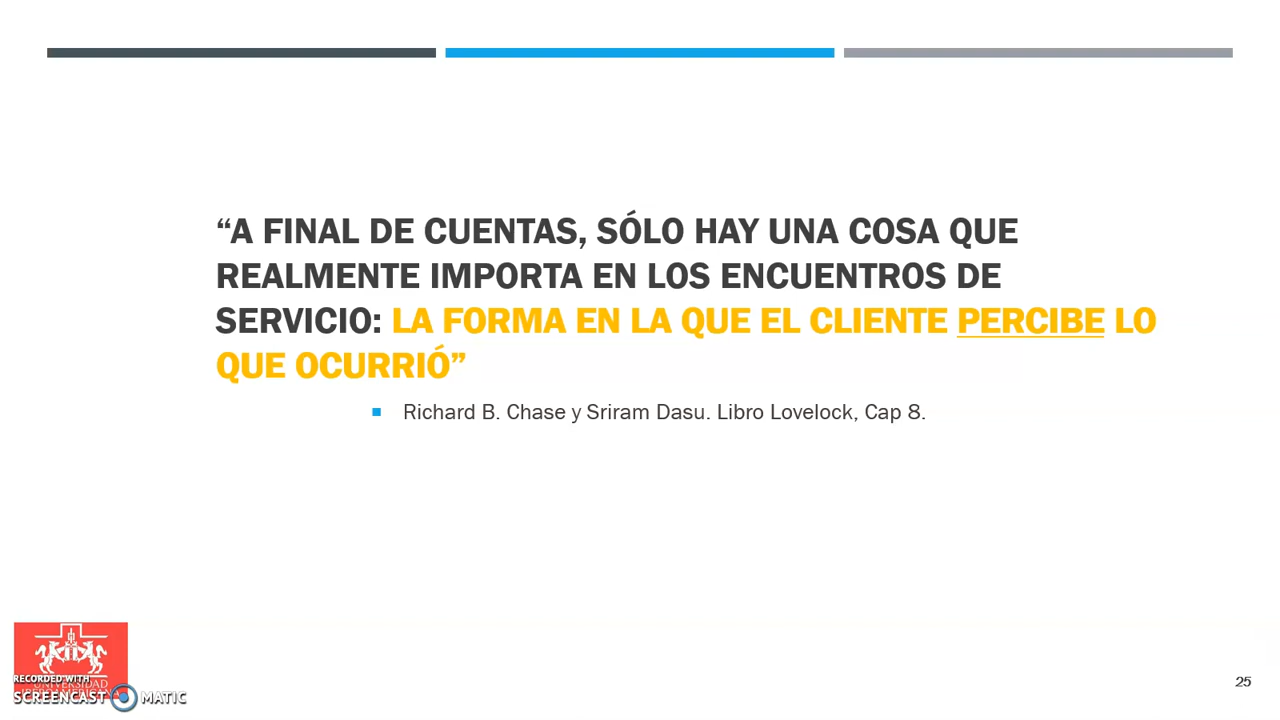 “A FINAL DE CUENTAS, SÓLO HAY UNA COSA QUE
REALMENTE IMPORTA EN LOS ENCUENTROS DE
SERVICIO: LA FORMA EN LA QUE EL CLIENTE PERCIBE LO
QUE OCURRIÓ”
Richard B. Chase y Sriram Dasu. Libro Lovelock, Cap 8.
RECORDED WITH
UNIVERSIDAD
IBEROAMERICANA
SCREENCAST MATIC
25